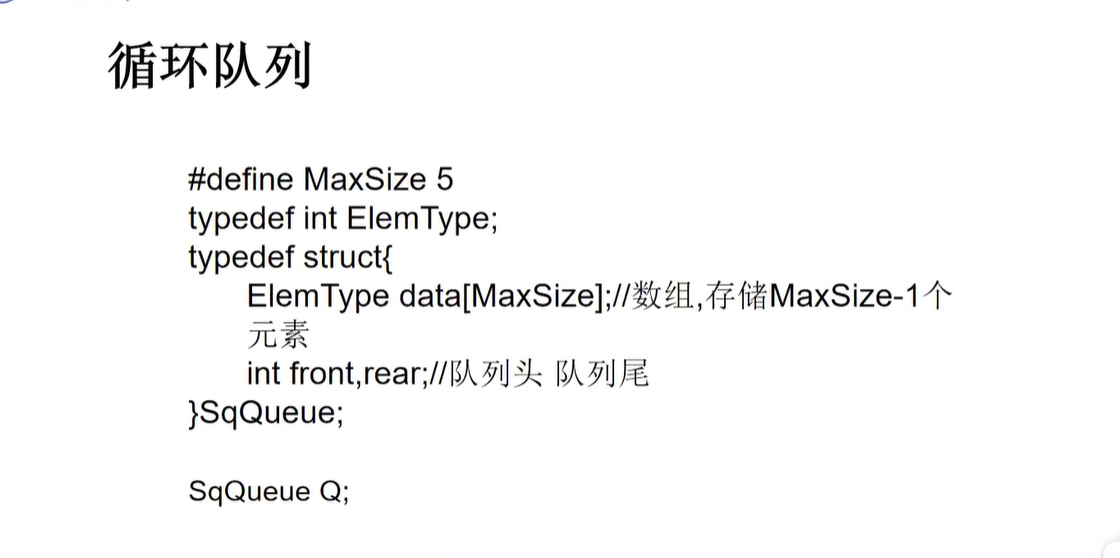 循环队列
#define MaxSize 5
typedef int ElemType;
typedef struct{
ElemType data[MaxSize];//数组,存储MaxSize-1个
元素
int front,rear;//队列头 队列尾
}SqQueue;
SqQueue Q;